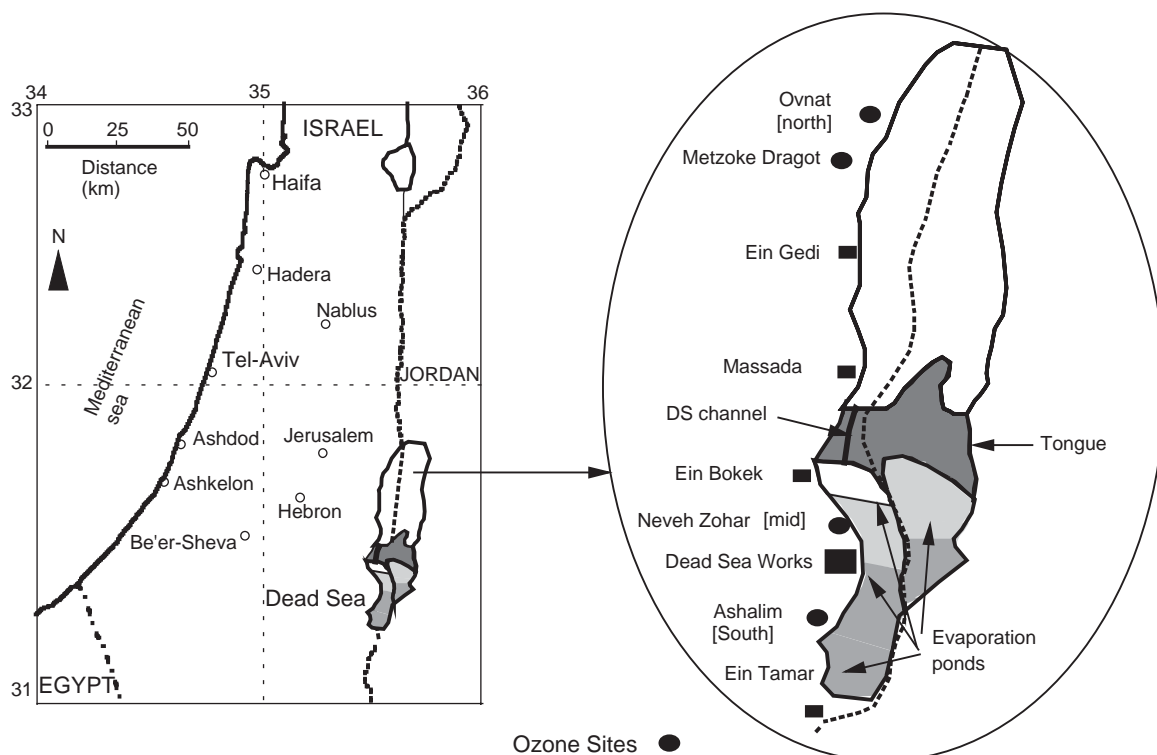 34
35
36
33
32
31
0 25 50
Distance
(km)
N
ISRAEL
Haifa
Hadera
Nablus
Tel-Aviv
Mediterranean
sea
JORDAN
Ashdod
Jerusalem
Ashkelon
Hebron
Be'er-Sheva
Dead Sea
EGYPT
Ovnat
[north]
Metzoke Dragot
Ein Gedi
Massada
DS channel
Tongue
Ein Bokek
Neveh Zohar [mid]
Dead Sea Works
Ashalim
[South]
Evaporation
ponds
Ein Tamar
Ozone Sites